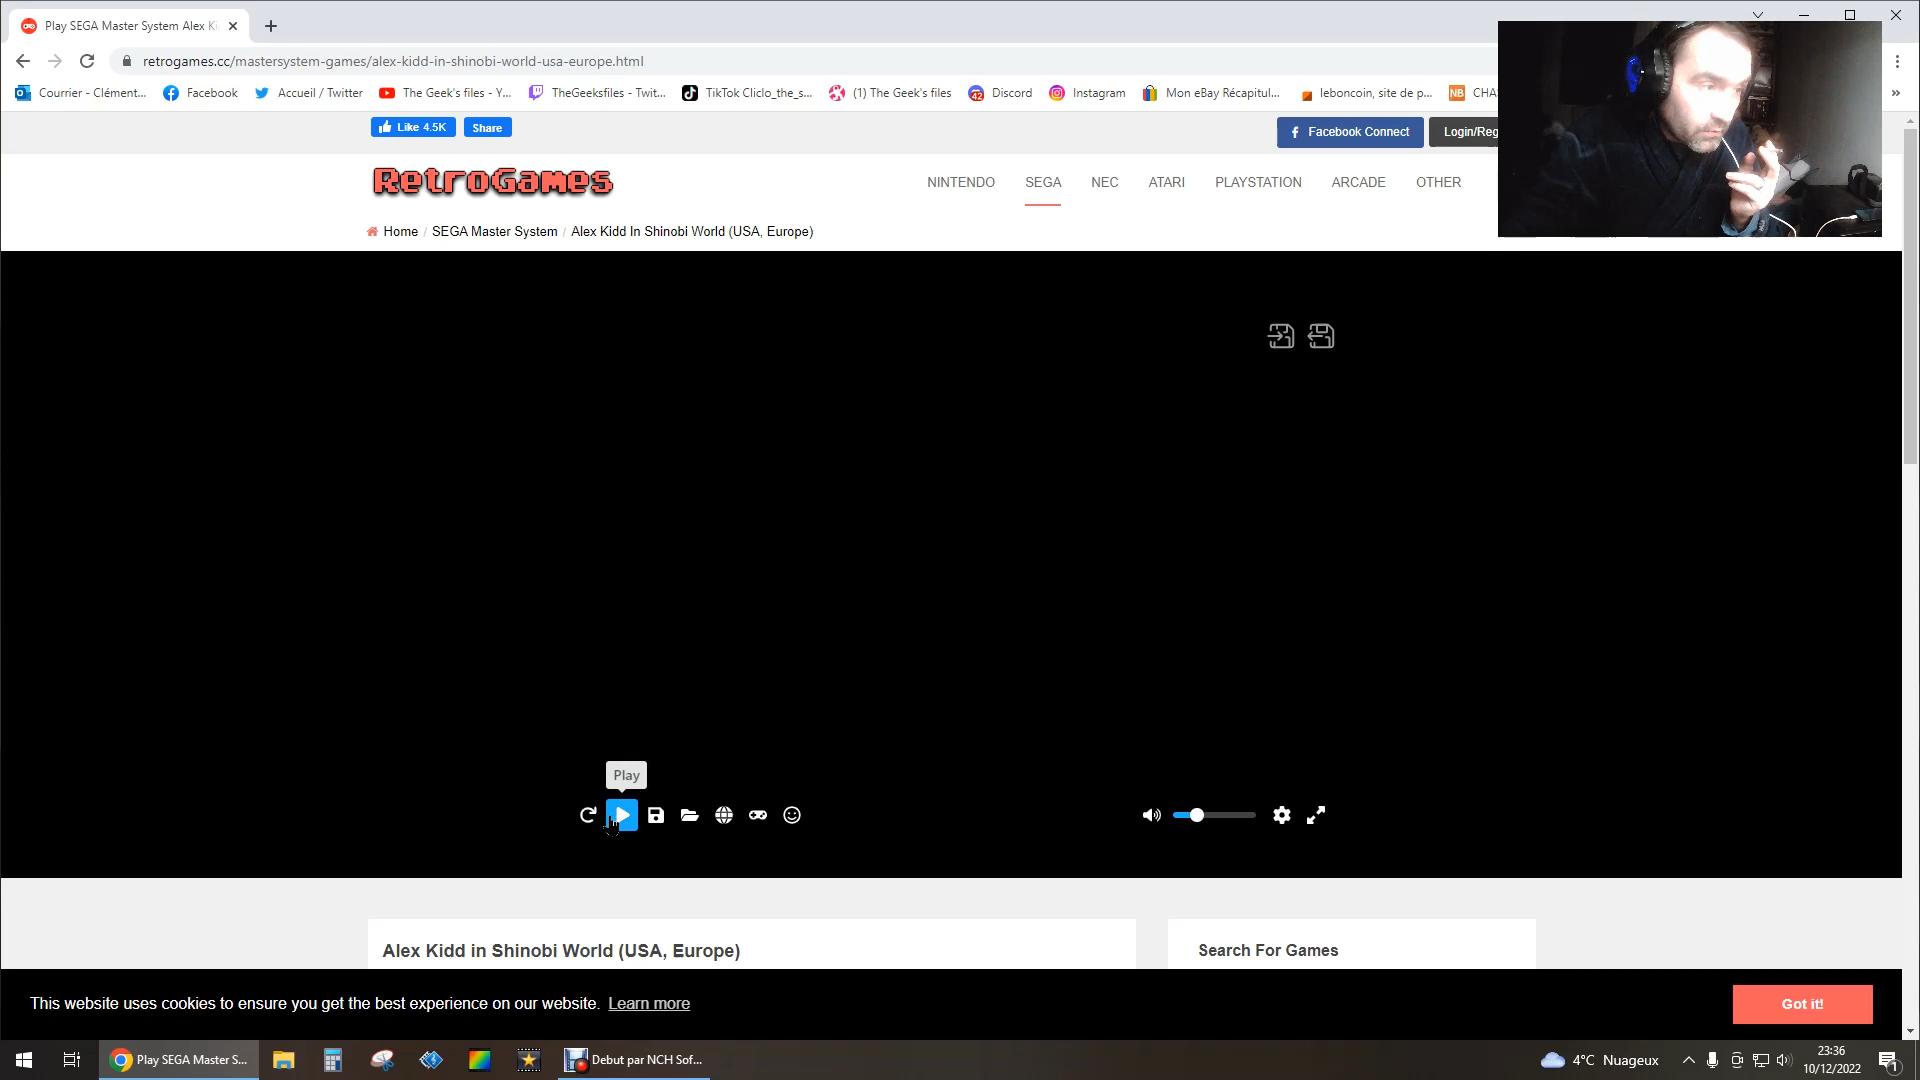 Play SEGA Master System Alex Ki
retrogames.cc/mastersystem-games/alex-kidd-in-shinobi-world-usa-europe.html
Courrier - Clément... Facebook Accueil / Twitter The Geek's files - Y... TheGeeksfiles - Twit... TikTok Cliclo_the_s... (1) The Geek's files 42 Discord Instagram Mon eBay Récapitul... leboncoin, site de p... NB CHA
Like 4.5K Share
Facebook Connect Login/Reg
RetroGames
NINTENDO SEGA NEC ATARI PLAYSTATION ARCADE OTHER
Home / SEGA Master System / Alex Kidd In Shinobi World (USA, Europe)
Play
Alex Kidd in Shinobi World (USA, Europe)
Search For Games
This website uses cookies to ensure you get the best experience on our website. Learn more
Got it!
Play SEGA Master S... Debut par NCH Sof... 4°C Nuageux
23:36
10/12/2022
1